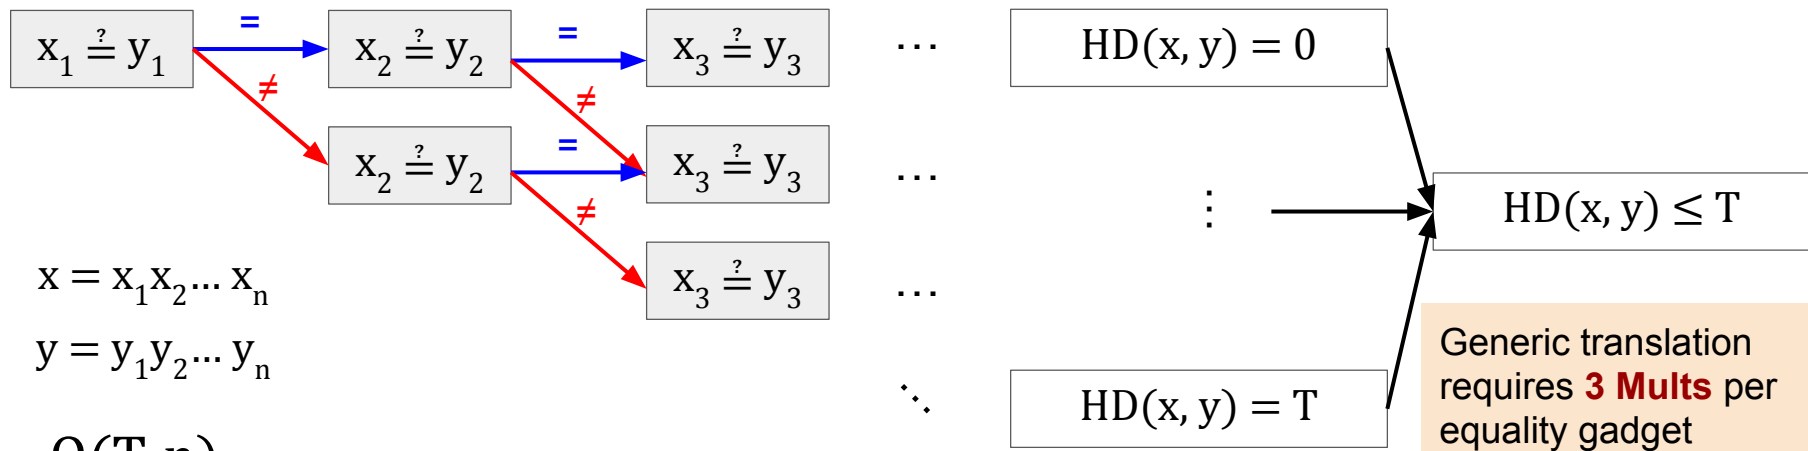 x₁ ≟ y₁ = x₂ ≟ y₂ = x₃ ≟ y₃ ... HD(x, y) = 0
≠ ≠
x₂ ≟ y₂ = x₃ ≟ y₃ ...
≠
⋮ HD(x, y) ≤ T
x₃ ≟ y₃ ...
x = x₁x₂... xₙ
y = y₁y₂... yₙ
⋱ HD(x, y) = T
Generic translation
requires 3 Mults per
equality gadget
O(T n)